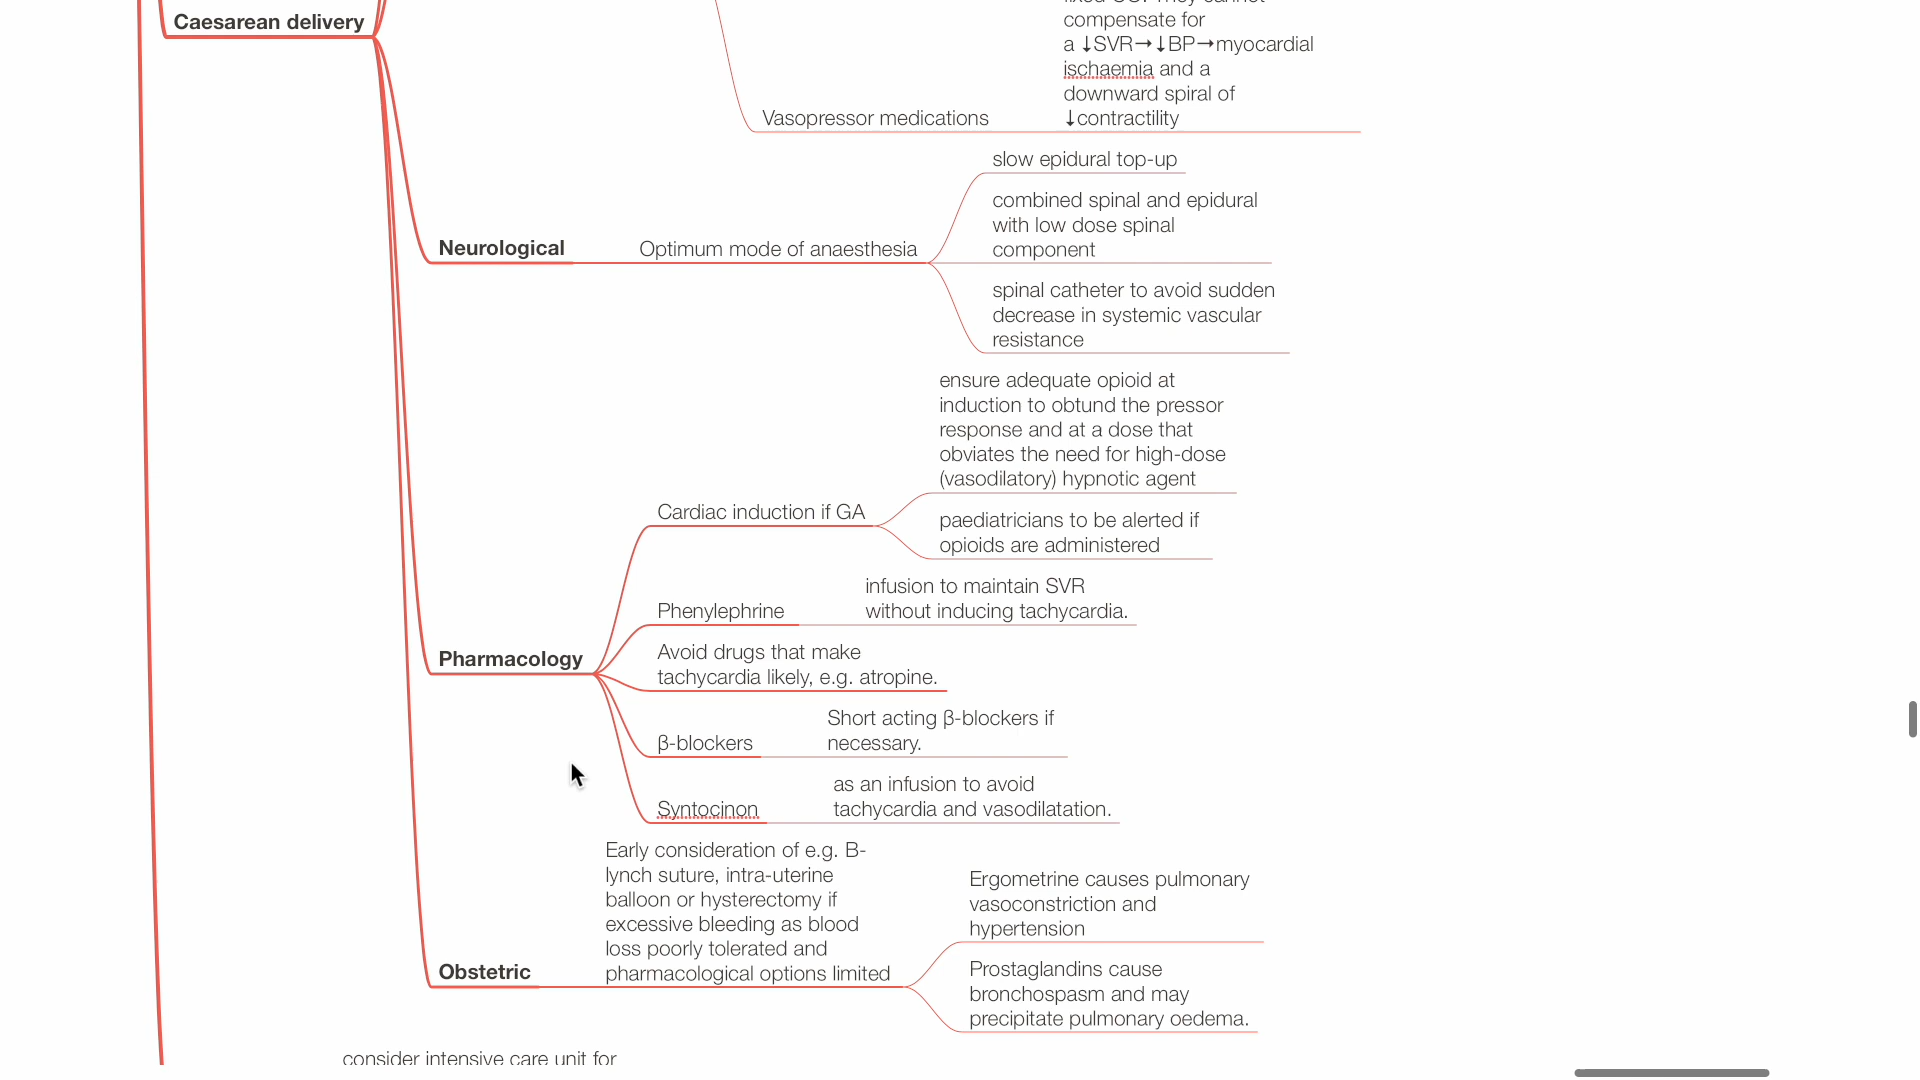 Caesarean delivery
compensate for
a ↓SVR→↓BP→myocardial
ischaemia and a
downward spiral of
↓contractility
Vasopressor medications
slow epidural top-up
combined spinal and epidural
with low dose spinal
component
Neurological
Optimum mode of anaesthesia
spinal catheter to avoid sudden
decrease in systemic vascular
resistance
ensure adequate opioid at
induction to obtund the pressor
response and at a dose that
obviates the need for high-dose
(vasodilatory) hypnotic agent
Cardiac induction if GA
paediatricians to be alerted if
opioids are administered
infusion to maintain SVR
without inducing tachycardia.
Phenylephrine
Pharmacology
Avoid drugs that make
tachycardia likely, e.g. atropine.
Short acting β-blockers if
necessary.
β-blockers
as an infusion to avoid
tachycardia and vasodilatation.
Syntocinon
Early consideration of e.g. B-
lynch suture, intra-uterine
balloon or hysterectomy if
excessive bleeding as blood
loss poorly tolerated and
pharmacological options limited
Obstetric
Ergometrine causes pulmonary
vasoconstriction and
hypertension
Prostaglandins cause
bronchospasm and may
precipitate pulmonary oedema.
consider intensive care unit for